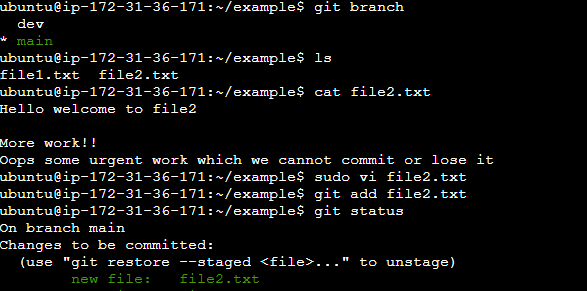 ubuntu@ip-172-31-36-171:~/example$ git branch
  dev
* main
ubuntu@ip-172-31-36-171:~/example$ ls
file1.txt  file2.txt
ubuntu@ip-172-31-36-171:~/example$ cat file2.txt
Hello welcome to file2

More work!!
Oops some urgent work which we cannot commit or lose it
ubuntu@ip-172-31-36-171:~/example$ sudo vi file2.txt
ubuntu@ip-172-31-36-171:~/example$ git add file2.txt
ubuntu@ip-172-31-36-171:~/example$ git status
On branch main
Changes to be committed:
  (use "git restore --staged <file>..." to unstage)
        new file:   file2.txt